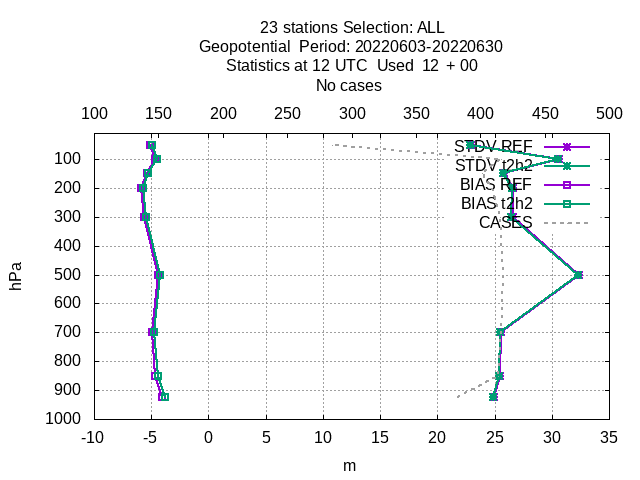 23 stations Selection: ALL
Geopotential Period: 20220603-20220630
Statistics at 12 UTC Used 12 + 00
No cases
100 150 200 250 300 350 400 450 500
STDV REF
STDV t2h2
BIAS REF
BIAS t2h2
CASES
100
200
300
400
500
600
700
800
900
1000
hPa
-10 -5 0 5 10 15 20 25 30 35
m